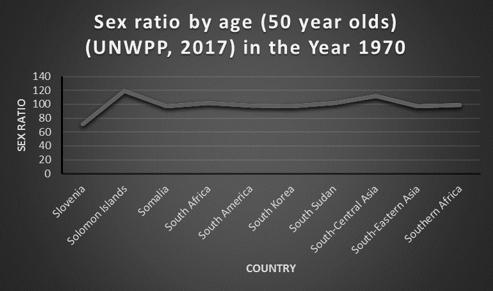 Sex ratio by age (50 year olds)
(UNWPP, 2017) in the Year 1970
140
120
100
80
60
40
20
0
SEX RATIO
Slovenia
Solomon Islands
Somalia
South Africa
South America
South Korea
South Sudan
South-Central Asia
South-Eastern Asia
Southern Africa
COUNTRY